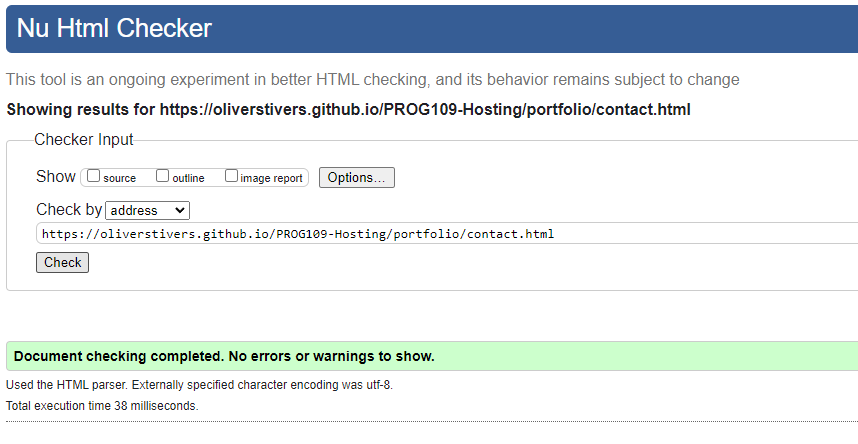 Nu Html Checker
This tool is an ongoing experiment in better HTML checking, and its behavior remains subject to change
Showing results for https://oliverstivers.github.io/PROG109-Hosting/portfolio/contact.html
Checker Input
Show source outline image report Options...
Check by address
https://oliverstivers.github.io/PROG109-Hosting/portfolio/contact.html
Check
Document checking completed. No errors or warnings to show.
Used the HTML parser. Externally specified character encoding was utf-8.
Total execution time 38 milliseconds.